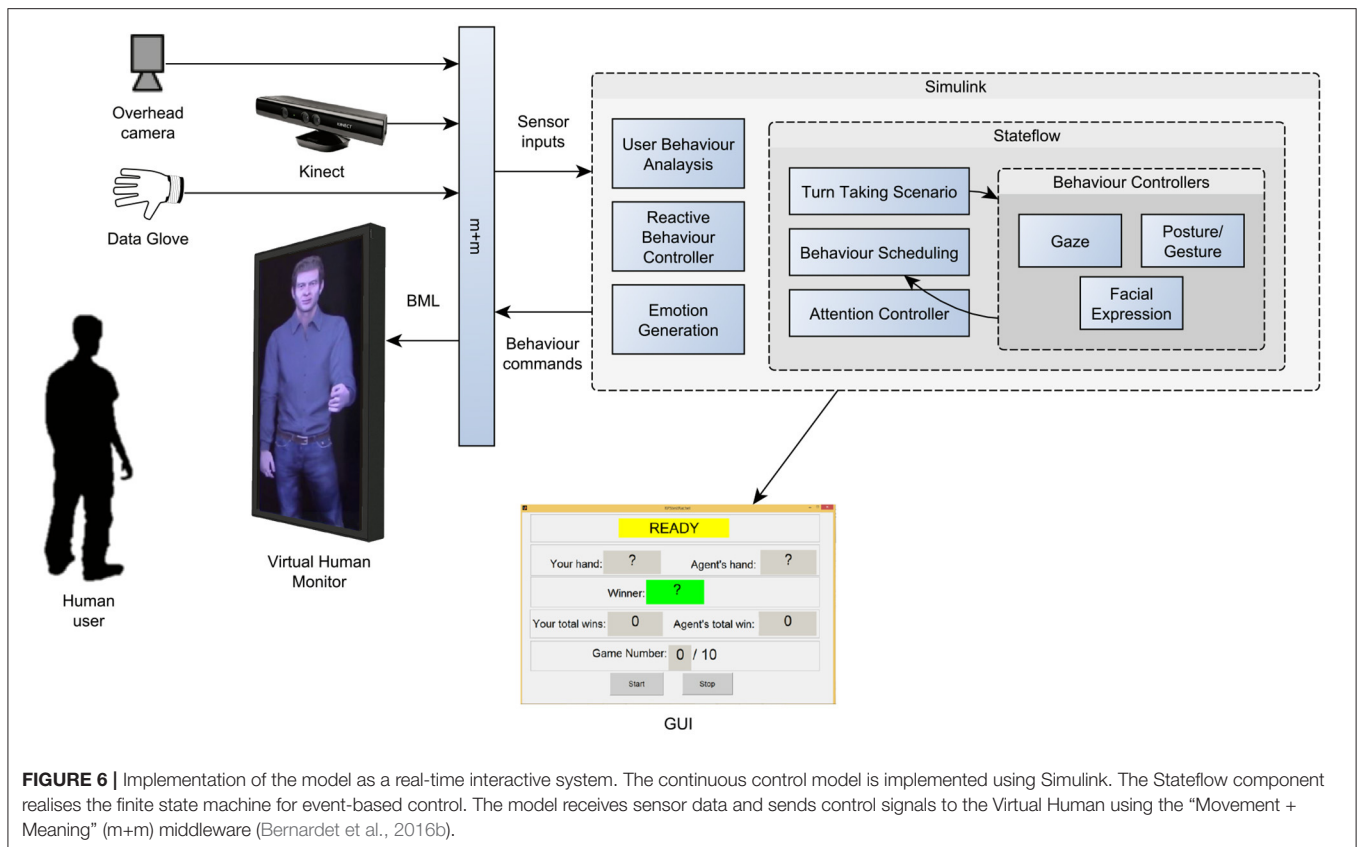 Overhead
camera
KINECT
Kinect
Data Glove
Human
user
Virtual Human
Monitor
BML
m+m
Sensor
inputs
Behaviour
commands
Simulink
User Behaviour
Analaysis
Reactive
Behaviour
Controller
Emotion
Generation
Stateflow
Turn Taking Scenario
Behaviour Scheduling
Attention Controller
Behaviour Controllers
Gaze
Posture/
Gesture
Facial
Expression
READY
Your hand: ? Agent's hand: ?
Winner: ?
Your total wins: 0 Agent's total win: 0
Game Number: 0 / 10
Start Stop
GUI
FIGURE 6 | Implementation of the model as a real-time interactive system. The continuous control model is implemented using Simulink. The Stateflow component
realises the finite state machine for event-based control. The model receives sensor data and sends control signals to the Virtual Human using the “Movement +
Meaning” (m+m) middleware (Bernardet et al., 2016b).